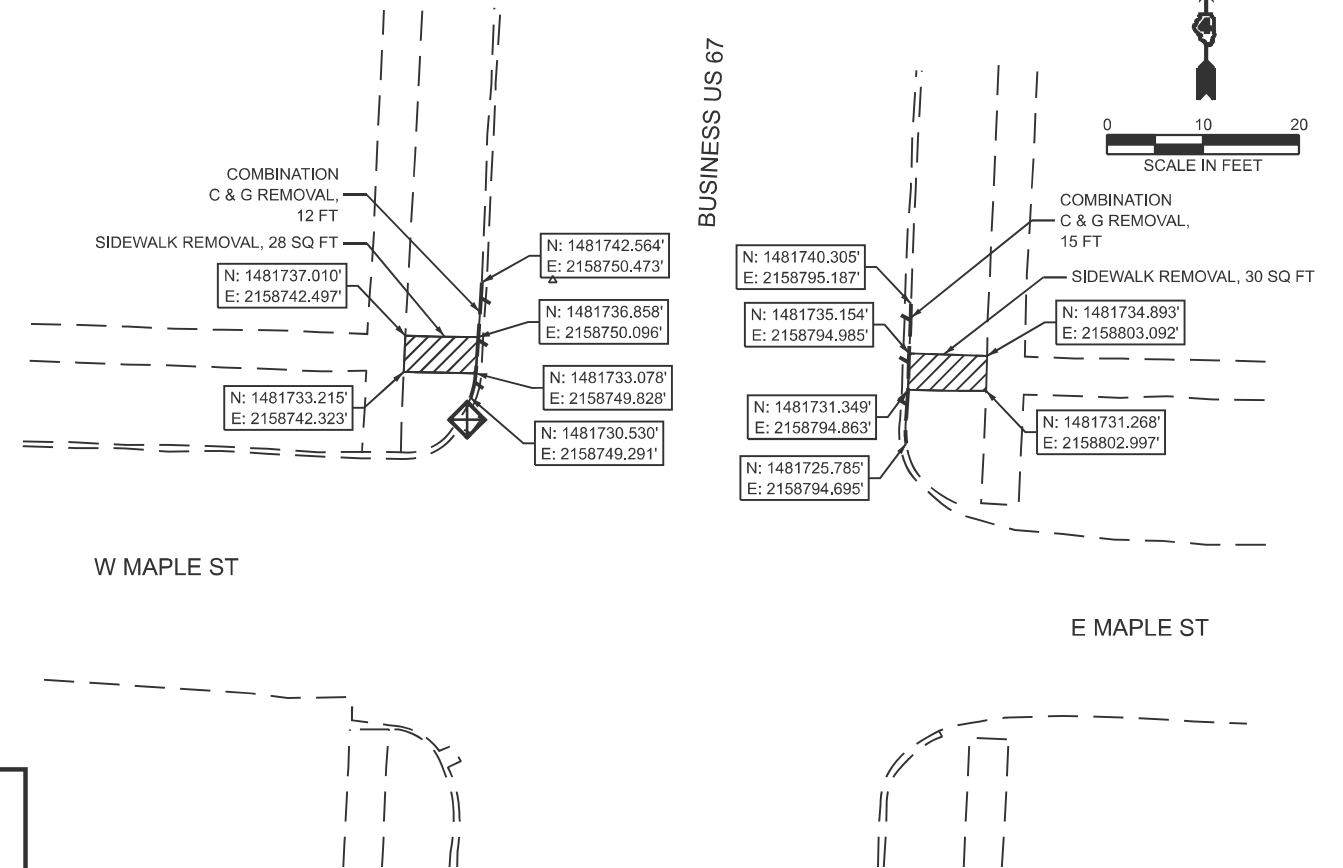 BUSINESS US 67
0 10 20
SCALE IN FEET
COMBINATION
C & G REMOVAL,
12 FT
SIDEWALK REMOVAL, 28 SQ FT
N: 1481737.010'
E: 2158742.497'
N: 1481742.564'
E: 2158750.473'
N: 1481736.858'
E: 2158750.096'
N: 1481733.215'
E: 2158742.323'
N: 1481733.078'
E: 2158749.828'
N: 1481730.530'
E: 2158749.291'
COMBINATION
C & G REMOVAL,
15 FT
SIDEWALK REMOVAL, 30 SQ FT
N: 1481740.305'
E: 2158795.187'
N: 1481735.154'
E: 2158794.985'
N: 1481734.893'
E: 2158803.092'
N: 1481731.349'
E: 2158794.863'
N: 1481731.268'
E: 2158802.997'
N: 1481725.785'
E: 2158794.695'
W MAPLE ST
E MAPLE ST